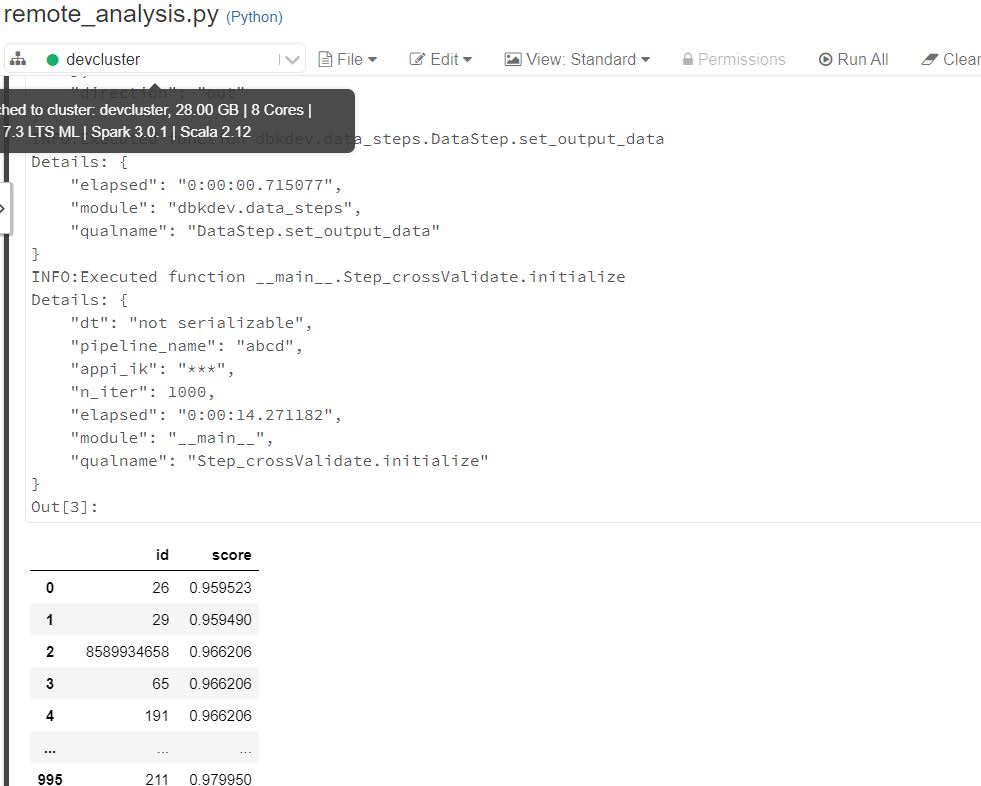 remote_analysis.py (Python)
devcluster File Edit View: Standard Permissions Run All Clear
"direction": "out"
ched to cluster: devcluster, 28.00 GB | 8 Cores |
7.3 LTS ML | Spark 3.0.1 | Scala 2.12
INFO:Executed function dbkdev.data_steps.DataStep.set_output_data
Details: {
"elapsed": "0:00:00.715077",
"module": "dbkdev.data_steps",
"qualname": "DataStep.set_output_data"
}
INFO:Executed function __main__.Step_crossValidate.initialize
Details: {
"dt": "not serializable",
"pipeline_name": "abcd",
"appi_ik": "***",
"n_iter": 1000,
"elapsed": "0:00:14.271182",
"module": "__main__",
"qualname": "Step_crossValidate.initialize"
}
Out[3]:
id score
0 26 0.959523
1 29 0.959490
2 8589934658 0.966206
3 65 0.966206
4 191 0.966206
... ... ...
995 211 0.979950